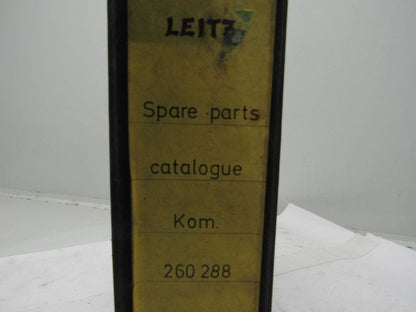 LEITZ
Spare parts
catalogue
Kom.
260 288